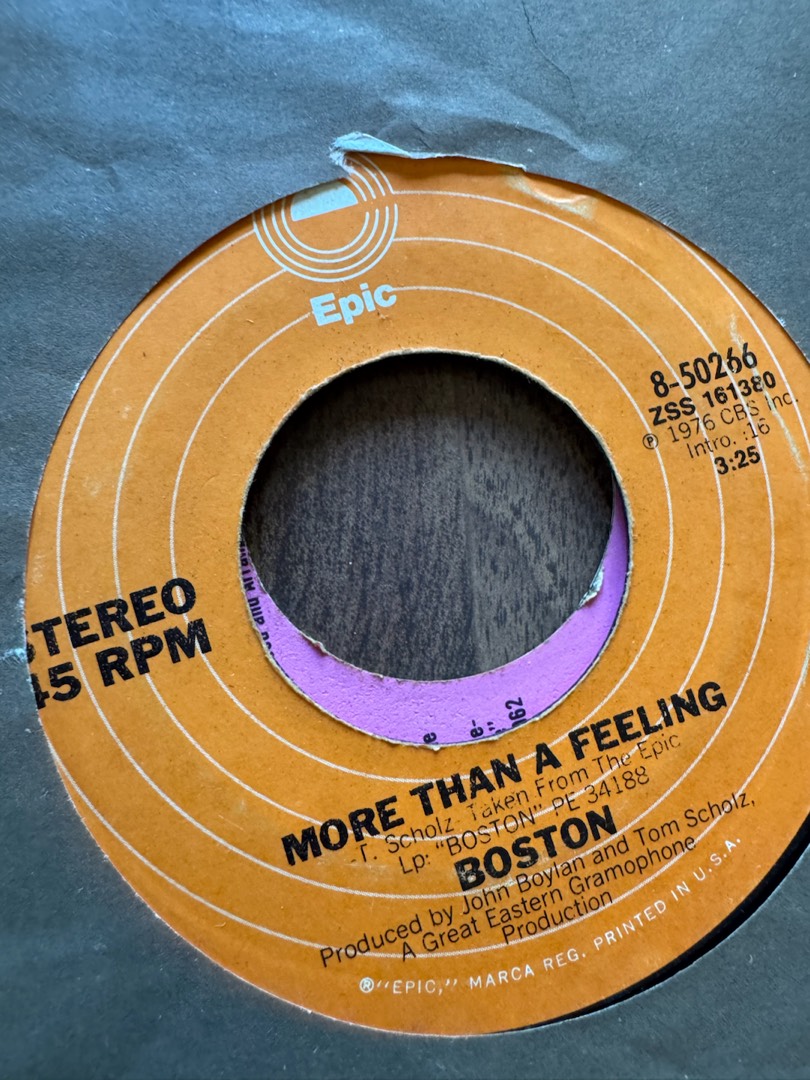 Epic
8-50266
ZSS 161380
℗ 1976 CBS Inc.
Intro. :16
3:25
STEREO
45 RPM
MORE THAN A FEELING
-T. Scholz- Taken From The Epic
Lp: "BOSTON" PE 34188
BOSTON
Produced by John Boylan and Tom Scholz,
A Great Eastern Gramophone
Production
®"EPIC," MARCA REG. PRINTED IN U.S.A.